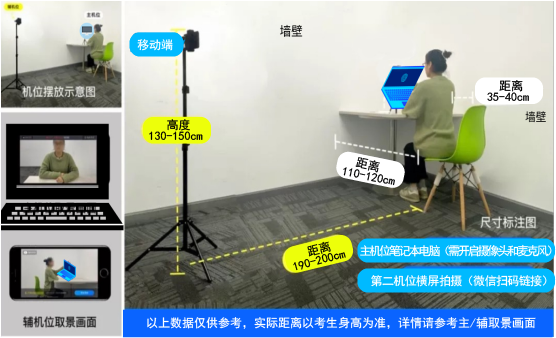 辅机位
主机位
机位摆放示意图
辅机位取景画面
移动端
墙壁
高度
130-150cm
距离
35-40cm
墙壁
距离
110-120cm
距离
190-200cm
尺寸标注图
主机位笔记本电脑（需开启摄像头和麦克风）
第二机位横屏拍摄（微信扫码链接）
以上数据仅供参考，实际距离以考生身高为准，详情请参考主/辅取景画面